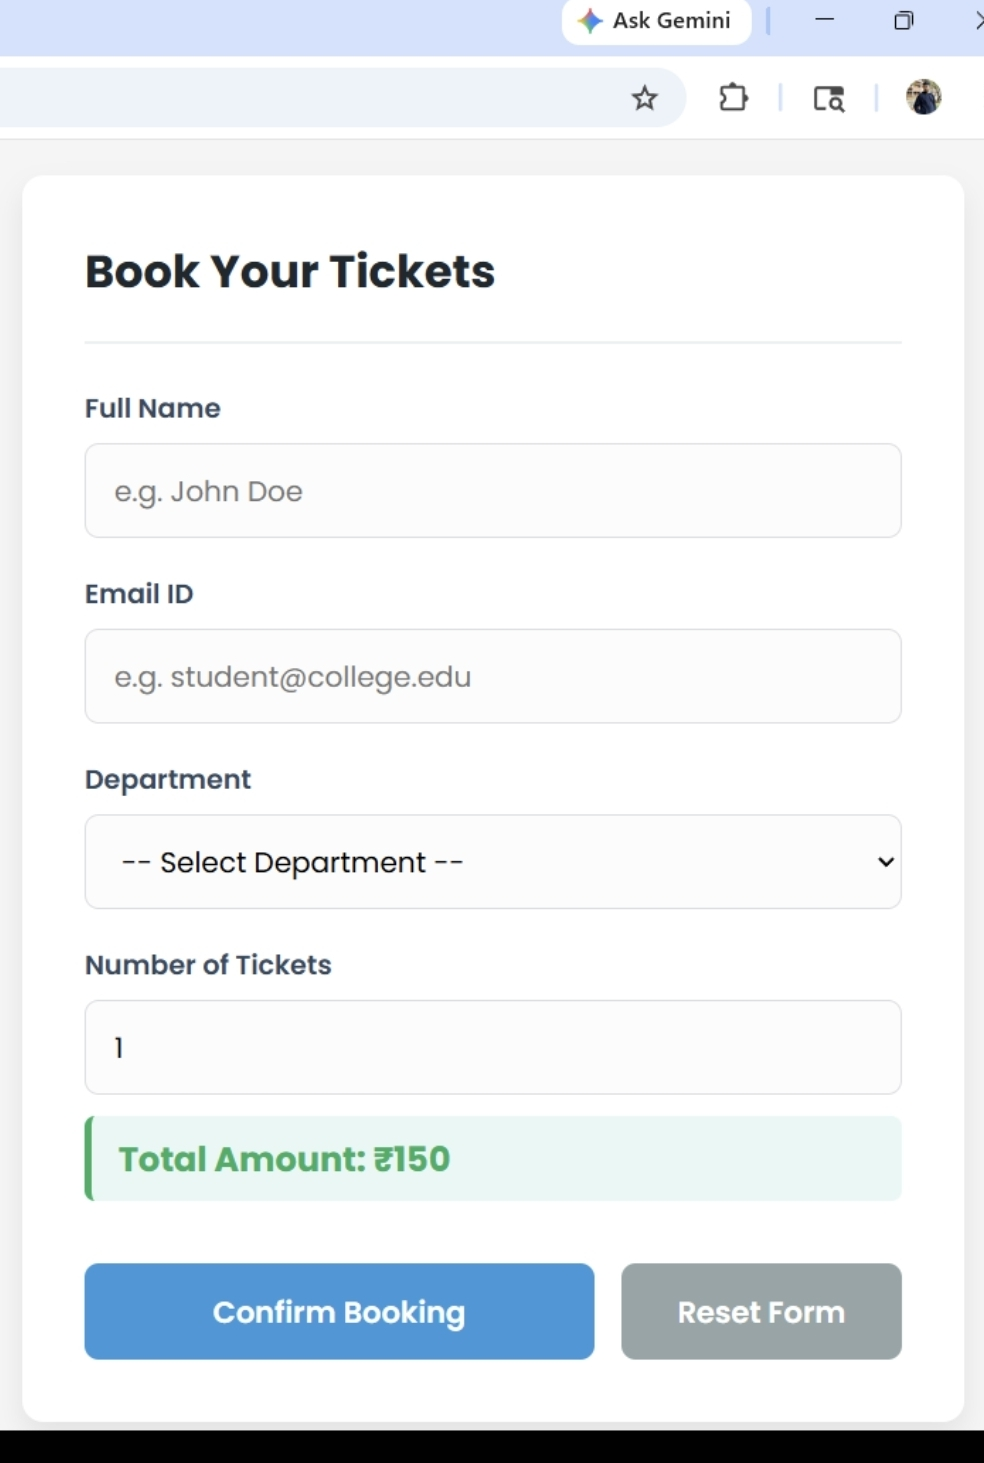 Ask Gemini
Book Your Tickets
Full Name
e.g. John Doe
Email ID
e.g. student@college.edu
Department
-- Select Department --
Number of Tickets
1
Total Amount: ₹150
Confirm Booking
Reset Form